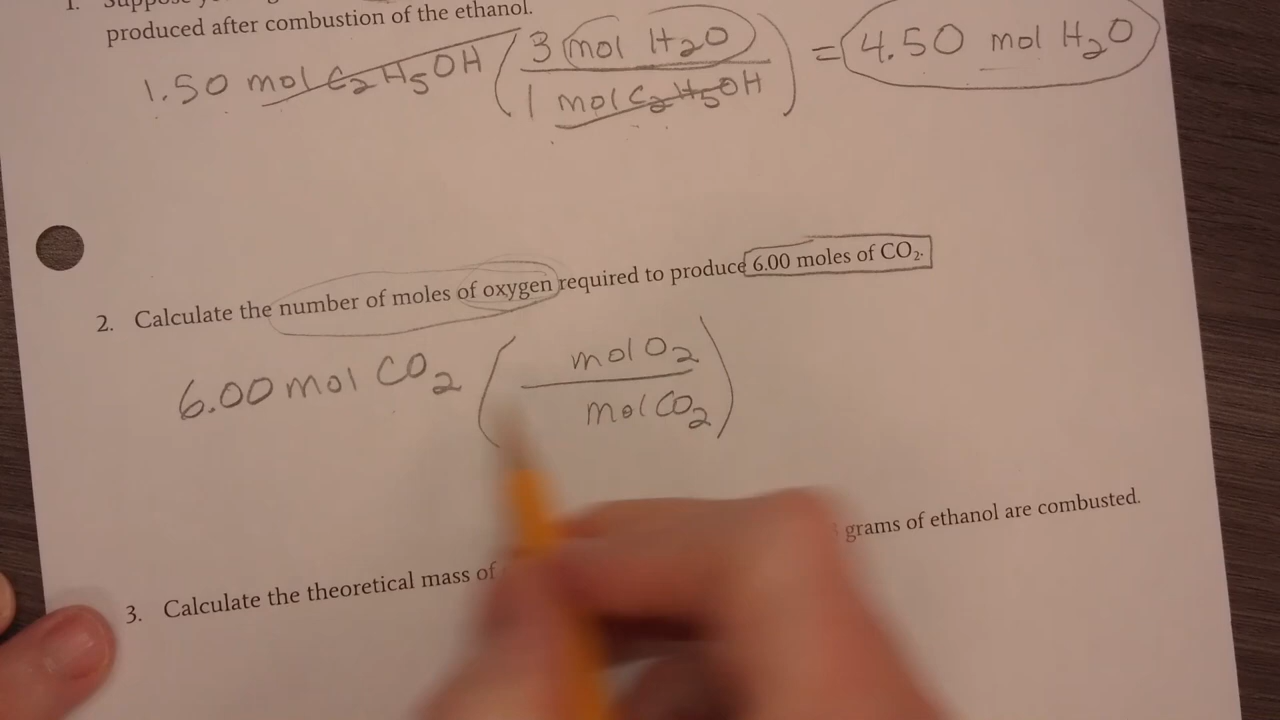 1.
produced after combustion of the ethanol.
1.50 mol C₂H₅OH ( 3 mol H₂O / 1 mol C₂H₅OH ) = 4.50 mol H₂O
2. Calculate the number of moles of oxygen required to produce 6.00 moles of CO₂.
6.00 mol CO₂ ( mol O₂ / mol CO₂ )
3. Calculate the theoretical mass of grams of ethanol are combusted.